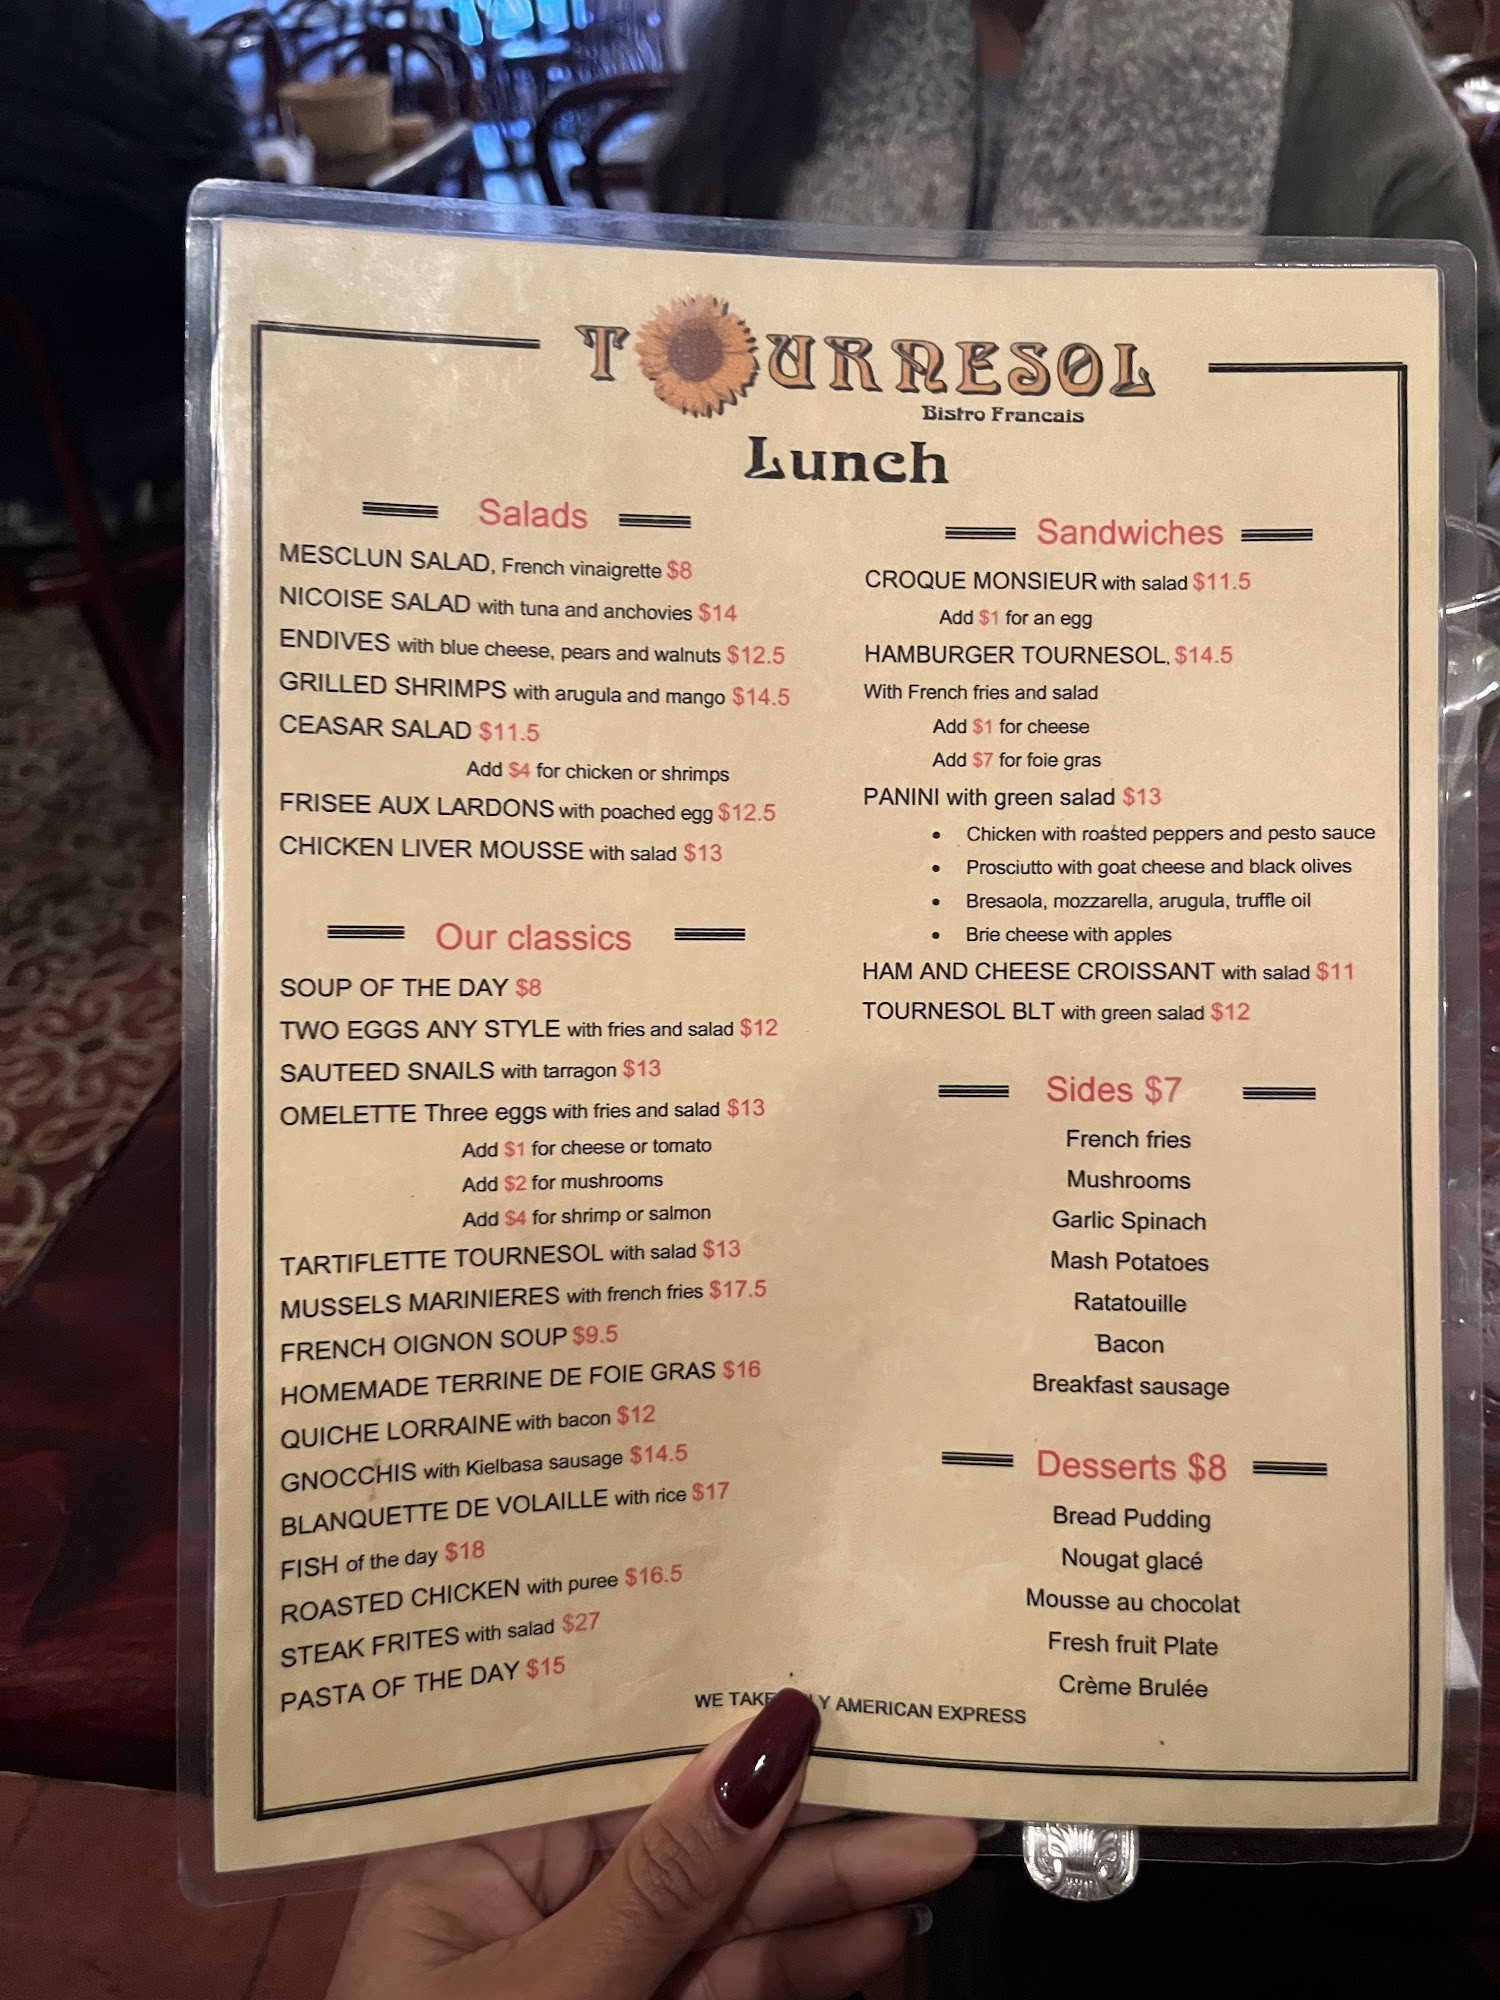 TOURNESOL
Bistro Francais
Lunch
Salads
MESCLUN SALAD, French vinaigrette $8
NICOISE SALAD with tuna and anchovies $14
ENDIVES with blue cheese, pears and walnuts $12.5
GRILLED SHRIMPS with arugula and mango $14.5
CEASAR SALAD $11.5
Add $4 for chicken or shrimps
FRISEE AUX LARDONS with poached egg $12.5
CHICKEN LIVER MOUSSE with salad $13
Our classics
SOUP OF THE DAY $8
TWO EGGS ANY STYLE with fries and salad $12
SAUTEED SNAILS with tarragon $13
OMELETTE Three eggs with fries and salad $13
Add $1 for cheese or tomato
Add $2 for mushrooms
Add $4 for shrimp or salmon
TARTIFLETTE TOURNESOL with salad $13
MUSSELS MARINIERES with french fries $17.5
FRENCH OIGNON SOUP $9.5
HOMEMADE TERRINE DE FOIE GRAS $16
QUICHE LORRAINE with bacon $12
GNOCCHIS with Kielbasa sausage $14.5
BLANQUETTE DE VOLAILLE with rice $17
FISH of the day $18
ROASTED CHICKEN with puree $16.5
STEAK FRITES with salad $27
PASTA OF THE DAY $15
Sandwiches
CROQUE MONSIEUR with salad $11.5
Add $1 for an egg
HAMBURGER TOURNESOL, $14.5
With French fries and salad
Add $1 for cheese
Add $7 for foie gras
PANINI with green salad $13
• Chicken with roasted peppers and pesto sauce
• Prosciutto with goat cheese and black olives
• Bresaola, mozzarella, arugula, truffle oil
• Brie cheese with apples
HAM AND CHEESE CROISSANT with salad $11
TOURNESOL BLT with green salad $12
Sides $7
French fries
Mushrooms
Garlic Spinach
Mash Potatoes
Ratatouille
Bacon
Breakfast sausage
Desserts $8
Bread Pudding
Nougat glacé
Mousse au chocolat
Fresh fruit Plate
Crème Brulée
WE TAKE AMERICAN EXPRESS